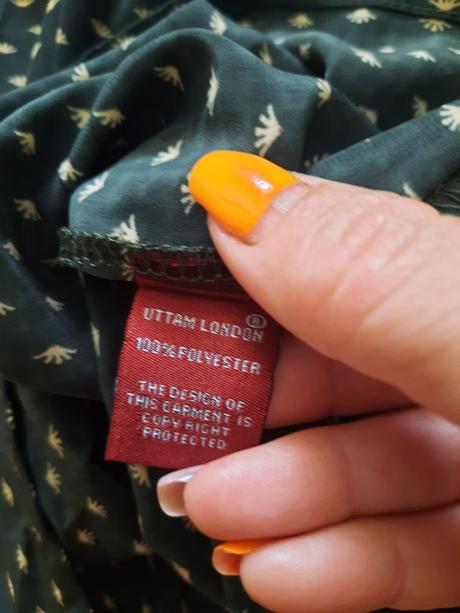 UTTAM LONDON®
100%POLYESTER
THE DESIGN OF
THIS GARMENT IS
COPY RIGHT
PROTECTED